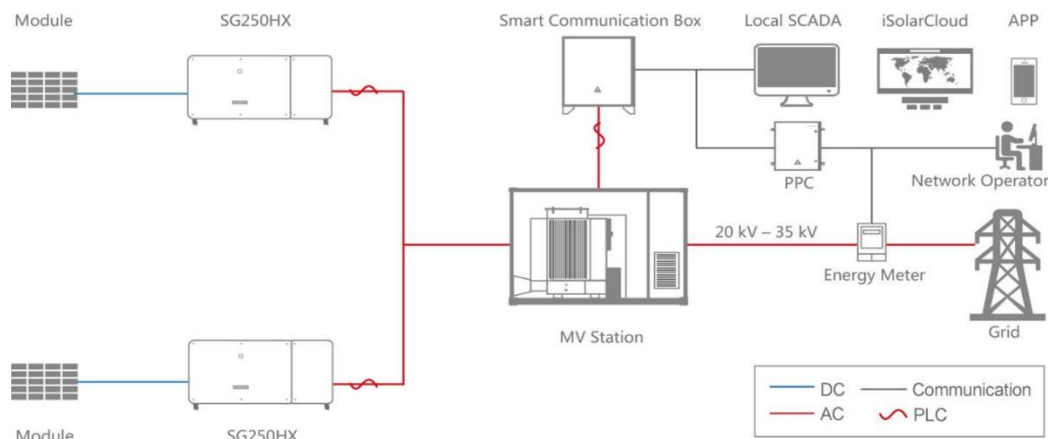 Module
SG250HX
Smart Communication Box
Local SCADA
iSolarCloud
APP
PPC
Network Operator
20 kV – 35 kV
Energy Meter
MV Station
Grid
DC
Communication
AC
PLC
Module
SG250HX